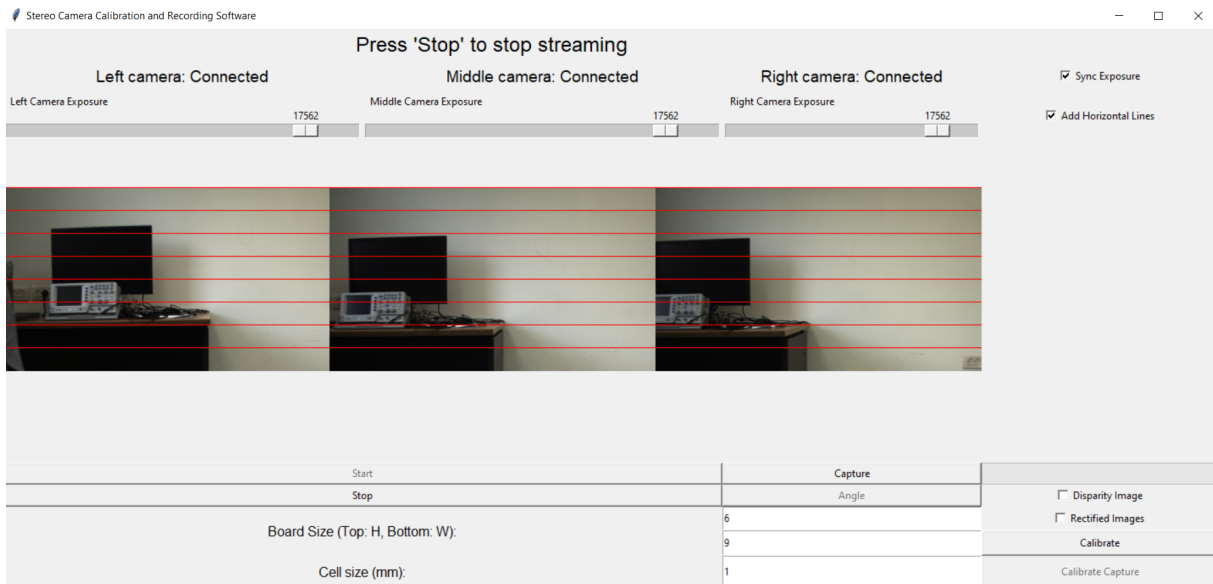 Stereo Camera Calibration and Recording Software
Press 'Stop' to stop streaming
Left camera: Connected
Middle camera: Connected
Right camera: Connected
Sync Exposure
Left Camera Exposure
Middle Camera Exposure
Right Camera Exposure
17562
17562
17562
Add Horizontal Lines
Start
Capture
Stop
Angle
Disparity Image
Board Size (Top: H, Bottom: W):
6
Rectified Images
9
Calibrate
Cell size (mm):
1
Calibrate Capture